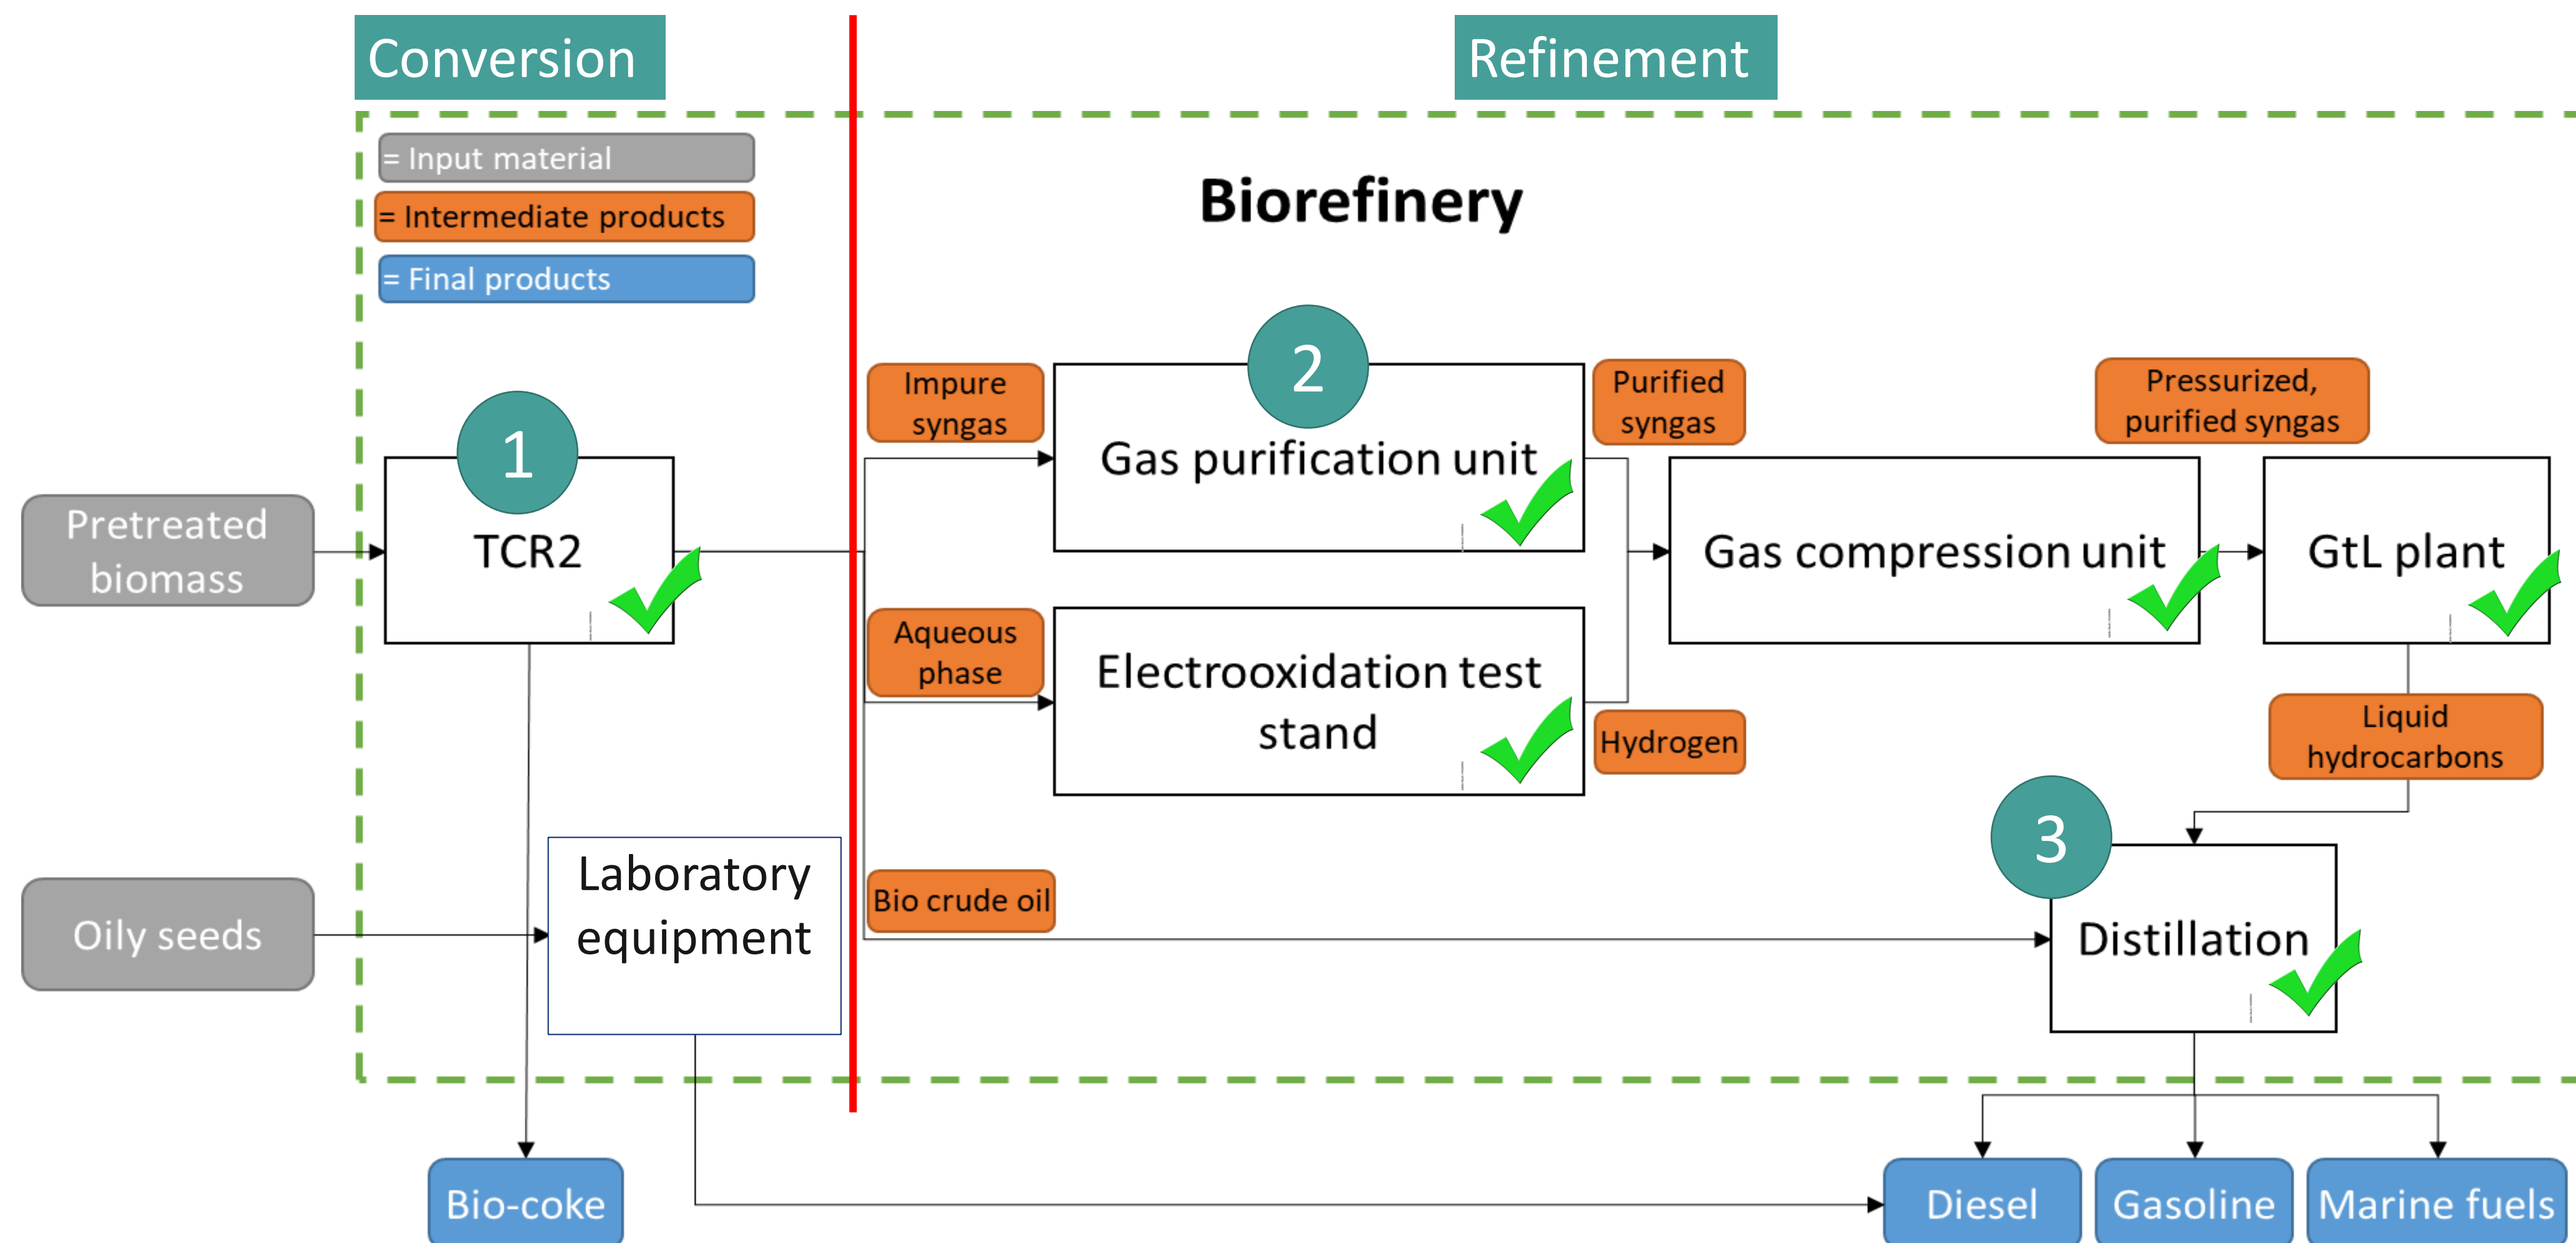 Conversion
Refinement
= Input material
= Intermediate products
= Final products
Biorefinery
1
2
Impure
syngas
Purified
syngas
Pressurized,
purified syngas
Gas purification unit
Pretreated
biomass
TCR2
Gas compression unit
GtL plant
Aqueous
phase
Electrooxidation test
stand
Hydrogen
Liquid
hydrocarbons
3
Laboratory
equipment
Oily seeds
Bio crude oil
Distillation
Bio-coke
Diesel
Gasoline
Marine fuels